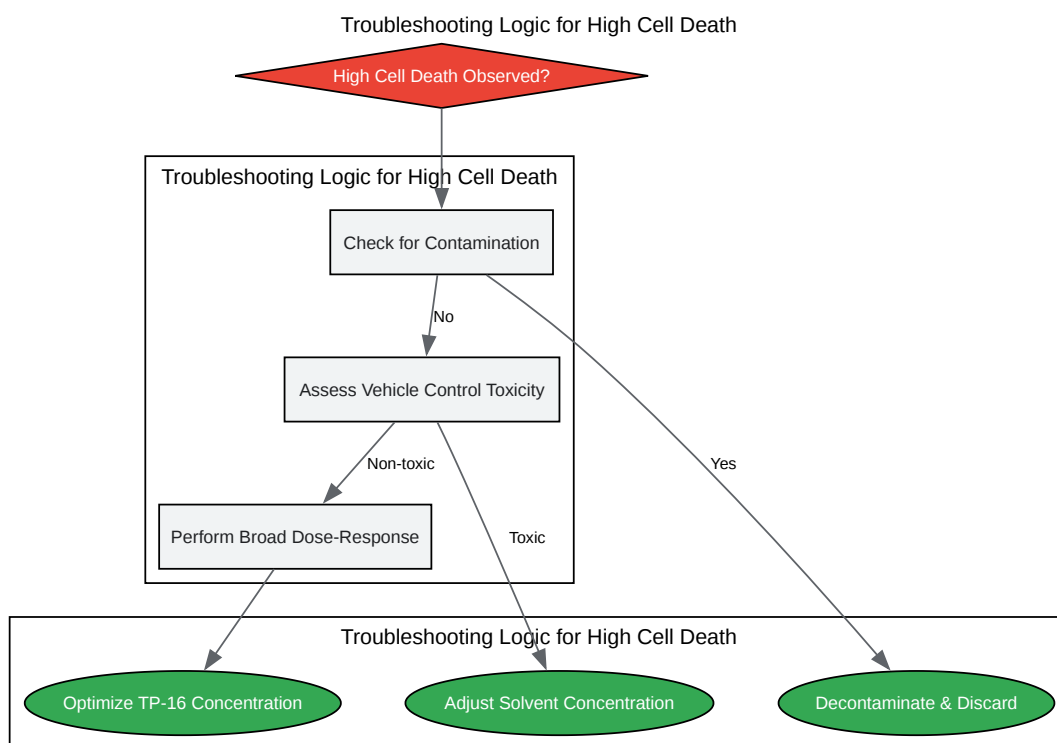 Troubleshooting Logic for High Cell Death
High Cell Death Observed?
Troubleshooting Logic for High Cell Death
Check for Contamination
No
Assess Vehicle Control Toxicity
Non-toxic
Yes
Perform Broad Dose-Response
Toxic
Troubleshooting Logic for High Cell Death
Optimize TP-16 Concentration
Adjust Solvent Concentration
Decontaminate & Discard